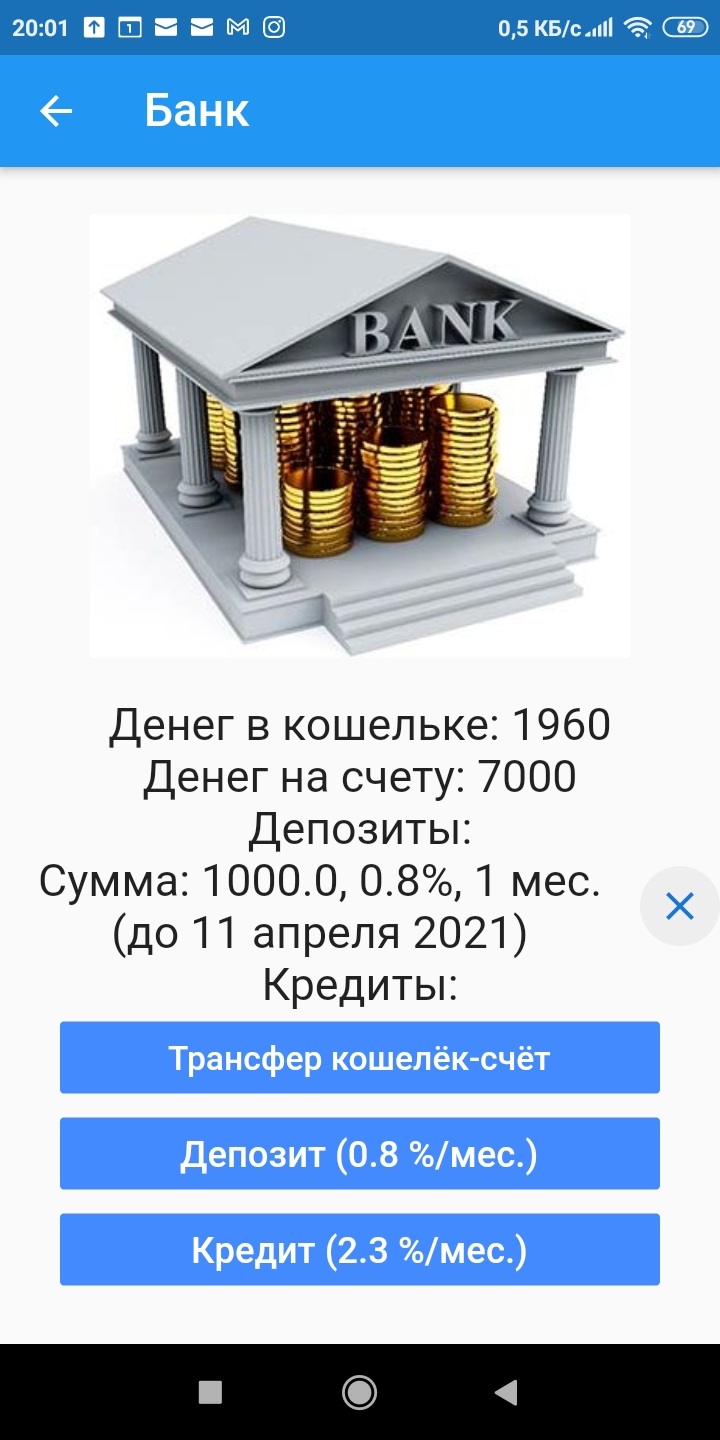 20:01
1
0,5 КБ/с
69
Банк
BANK
Денег в кошельке: 1960
Денег на счету: 7000
Депозиты:
Сумма: 1000.0, 0.8%, 1 мес.
(до 11 апреля 2021)
Кредиты:
Трансфер кошелёк-счёт
Депозит (0.8 %/мес.)
Кредит (2.3 %/мес.)